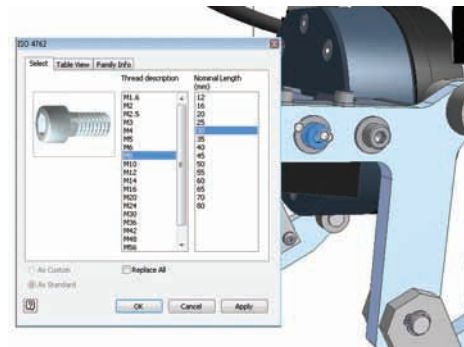 ISO 4762
Select
Table View
Family Info
Thread description
M1.6
M2
M2.5
M3
M4
M5
M6
M8
M10
M12
M14
M16
M20
M24
M30
M36
M42
M48
M56
Nominal Length
(mm)
12
16
20
25
30
35
40
45
50
55
60
65
70
80
As Custom
As Standard
Replace All
?
OK
Cancel
Apply